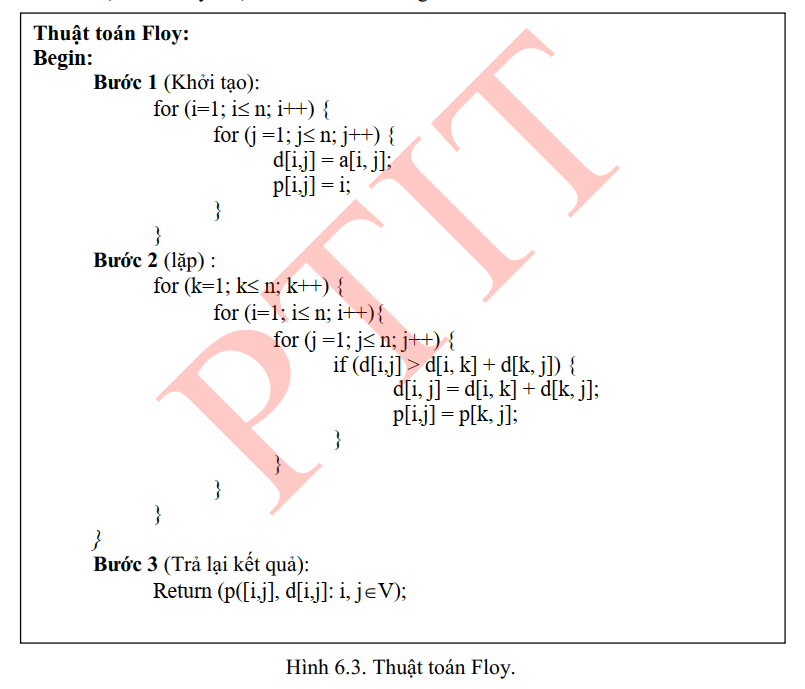 Thuật toán Floy:
Begin:
Bước 1 (Khởi tạo):
for (i=1; i≤ n; i++) {
for (j =1; j≤ n; j++) {
d[i,j] = a[i, j];
p[i,j] = i;
}
}
Bước 2 (lặp) :
for (k=1; k≤ n; k++) {
for (i=1; i≤ n; i++){
for (j =1; j≤ n; j++) {
if (d[i,j] > d[i, k] + d[k, j]) {
d[i, j] = d[i, k] + d[k, j];
p[i,j] = p[k, j];
}
}
}
}
}
Bước 3 (Trả lại kết quả):
Return (p([i,j], d[i,j]: i, j∈V);
Hình 6.3. Thuật toán Floy.
PTIT